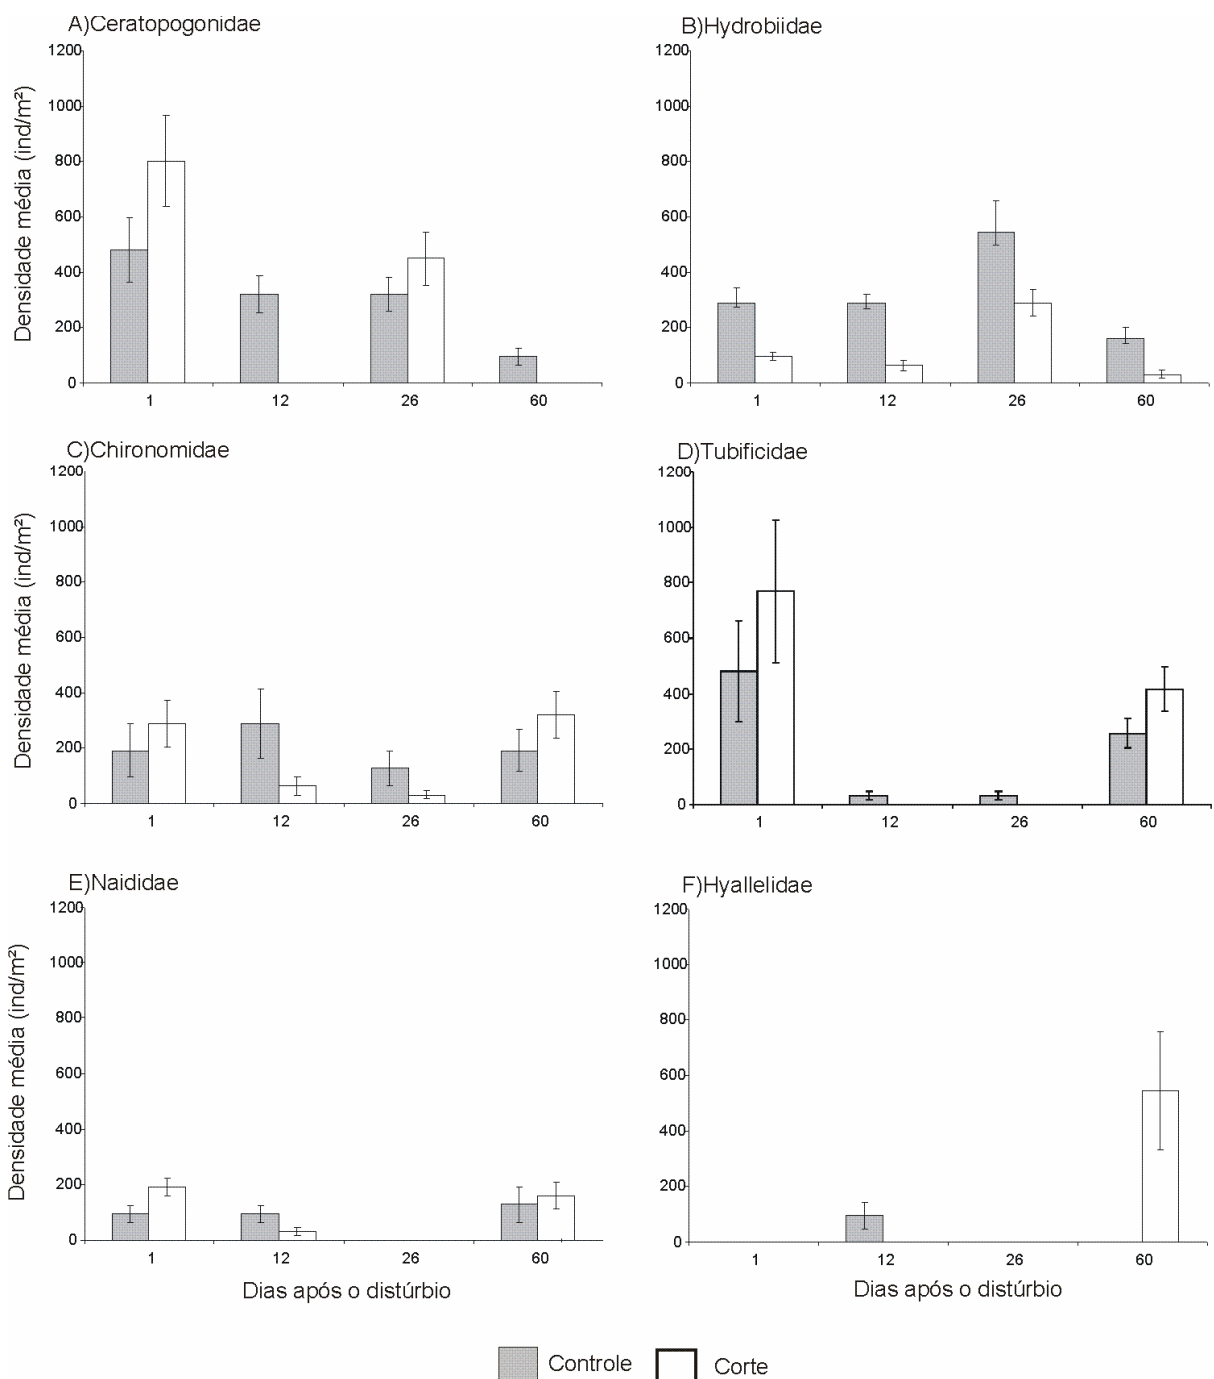 A)Ceratopogonidae
Densidade média (ind/m²)
1200
1000
800
600
400
200
0
1 12 26 60
B)Hydrobiidae
1200
1000
800
600
400
200
0
1 12 26 60
C)Chironomidae
Densidade média (ind/m²)
1200
1000
800
600
400
200
0
1 12 26 60
D)Tubificidae
1200
1000
800
600
400
200
0
1 12 26 60
E)Naididae
Densidade média (ind/m²)
1200
1000
800
600
400
200
0
1 12 26 60
Dias após o distúrbio
F)Hyallelidae
1200
1000
800
600
400
200
0
1 12 26 60
Dias após o distúrbio
Controle Corte